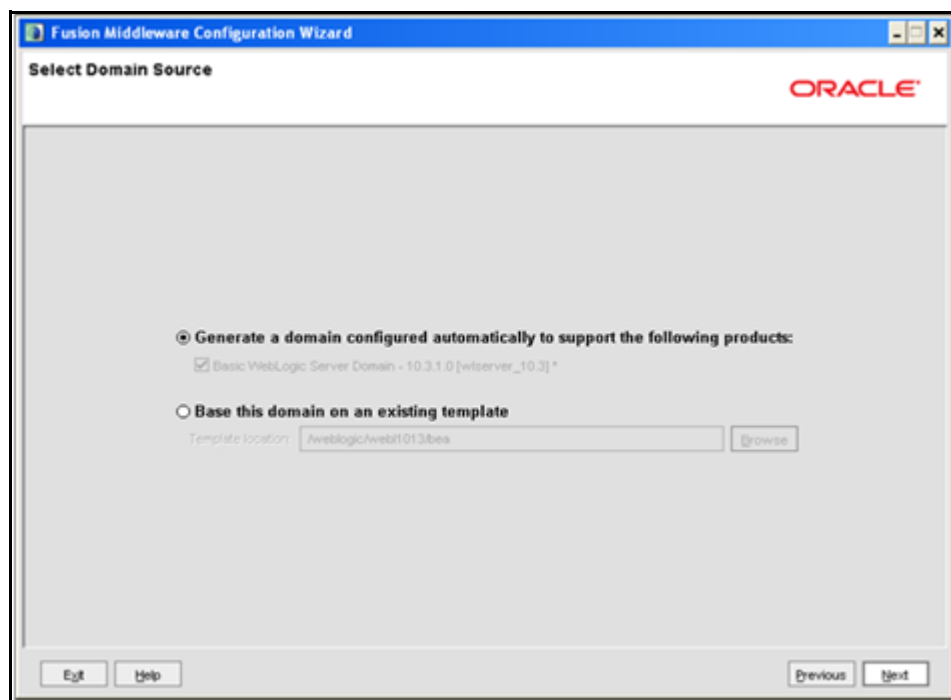 Fusion Middleware Configuration Wizard
Select Domain Source
ORACLE
Generate a domain configured automatically to support the following products:
Basic WebLogic Server Domain - 10.3.1.0 [wlserver_10.3] *
Base this domain on an existing template
Template location: /weblogic/webl1013/bea Browse
Exit Help Previous Next